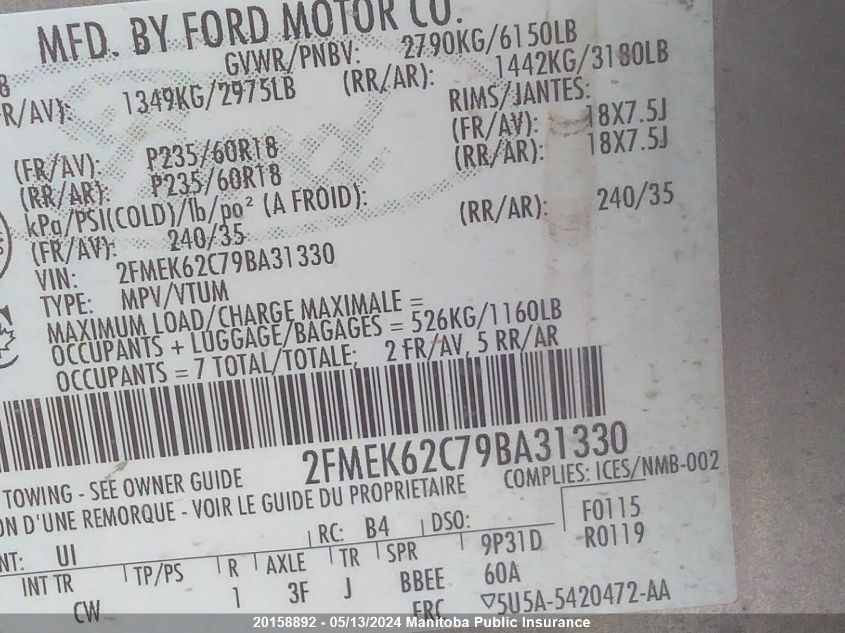 MFD. BY FORD MOTOR CO.
GVWR/PNBV: 2790KG/6150LB
R/AV): 1349KG/2975LB (RR/AR): 1442KG/3180LB
RIMS/JANTES:
(FR/AV): P235/60R18 (FR/AV): 18X7.5J
(RR/AR): P235/60R18 (RR/AR): 18X7.5J
kPa/PSI(COLD)/lb/po² (A FROID):
(FR/AV): 240/35 (RR/AR): 240/35
VIN: 2FMEK62C79BA31330
TYPE: MPV/VTUM
MAXIMUM LOAD/CHARGE MAXIMALE =
OCCUPANTS + LUGGAGE/BAGAGES = 526KG/1160LB
OCCUPANTS = 7 TOTAL/TOTALE; 2 FR/AV, 5 RR/AR
2FMEK62C79BA31330
TOWING - SEE OWNER GUIDE COMPLIES: ICES/NMB-002
ON D'UNE REMORQUE - VOIR LE GUIDE DU PROPRIETAIRE
F0115
R0119
NT: UI RC: B4 DSO:
INT TR TP/PS R AXLE TR SPR 9P31D
CW 1 3F J BBEE 60A
FRC ▽5U5A-5420472-AA
20158892 - 05/13/2024 Manitoba Public Insurance